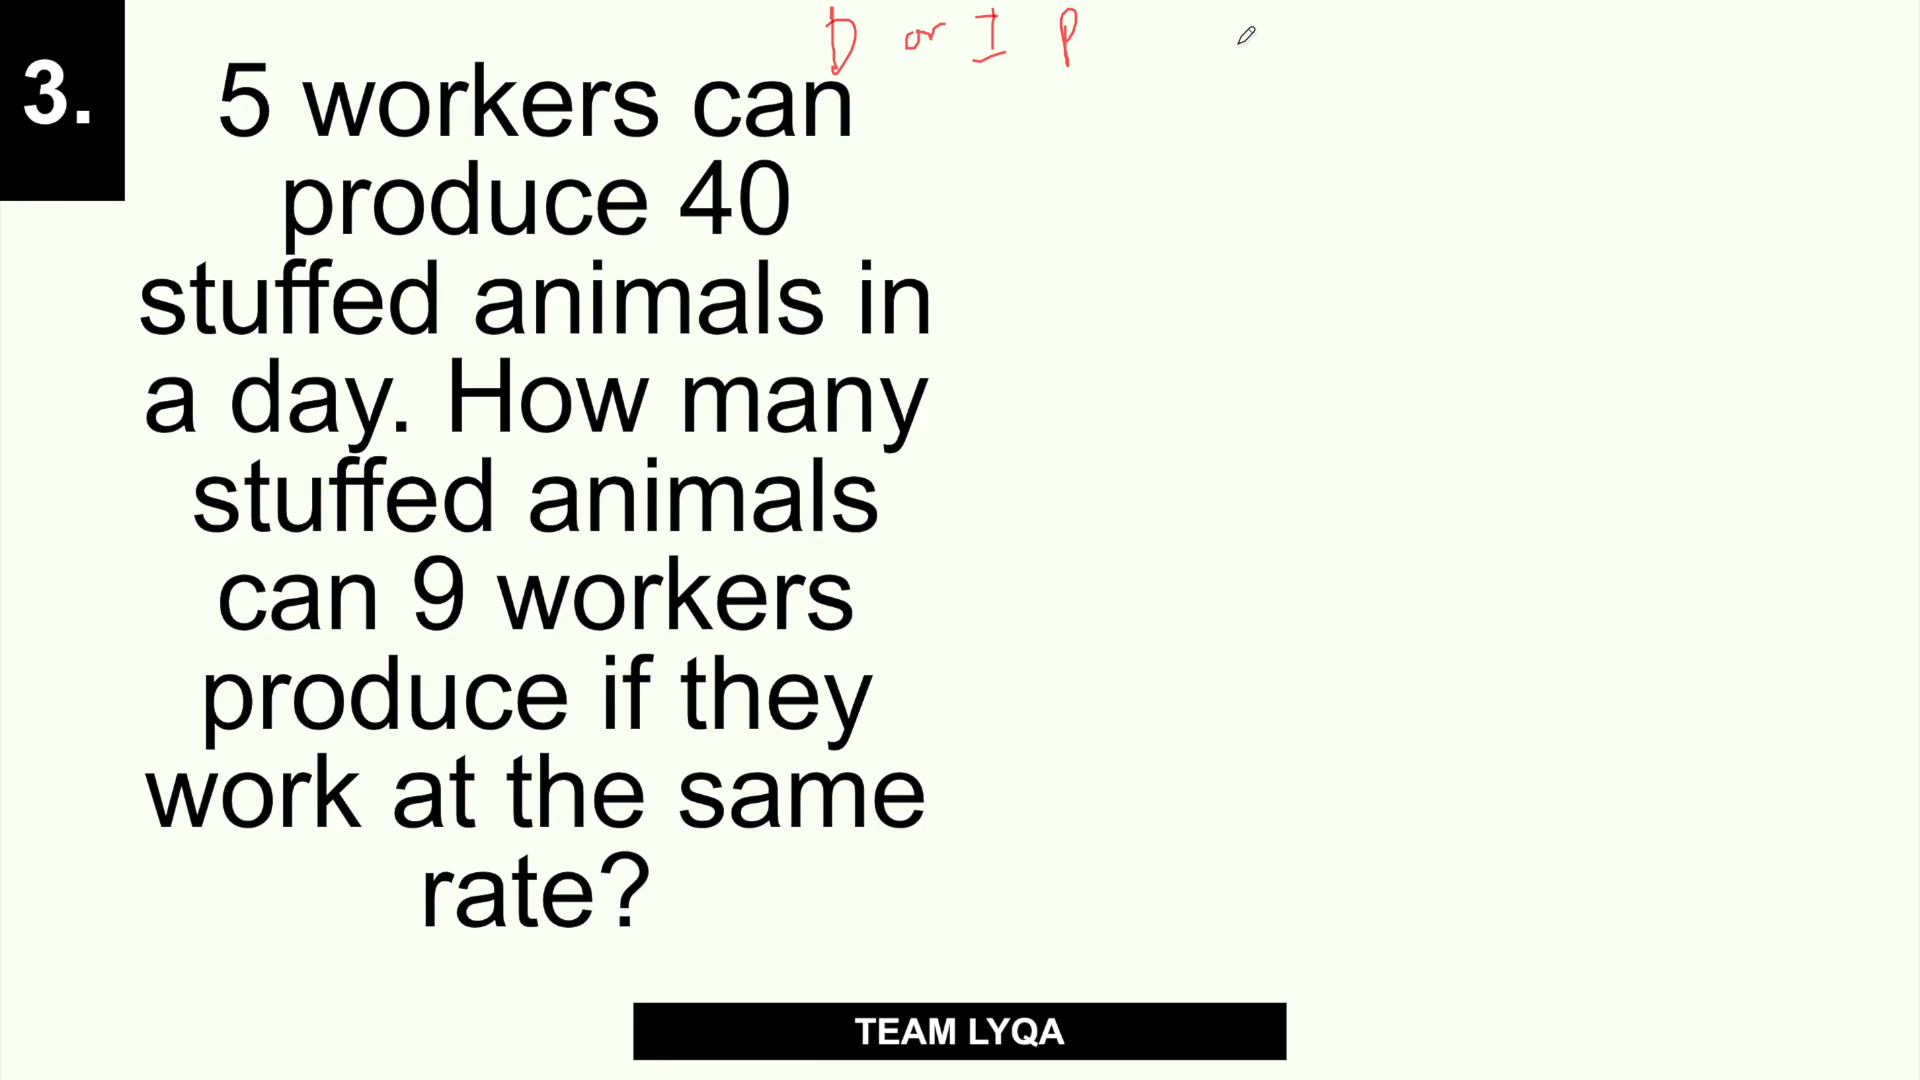 D or I P
3.
5 workers can
produce 40
stuffed animals in
a day. How many
stuffed animals
can 9 workers
produce if they
work at the same
rate?
TEAM LYQA